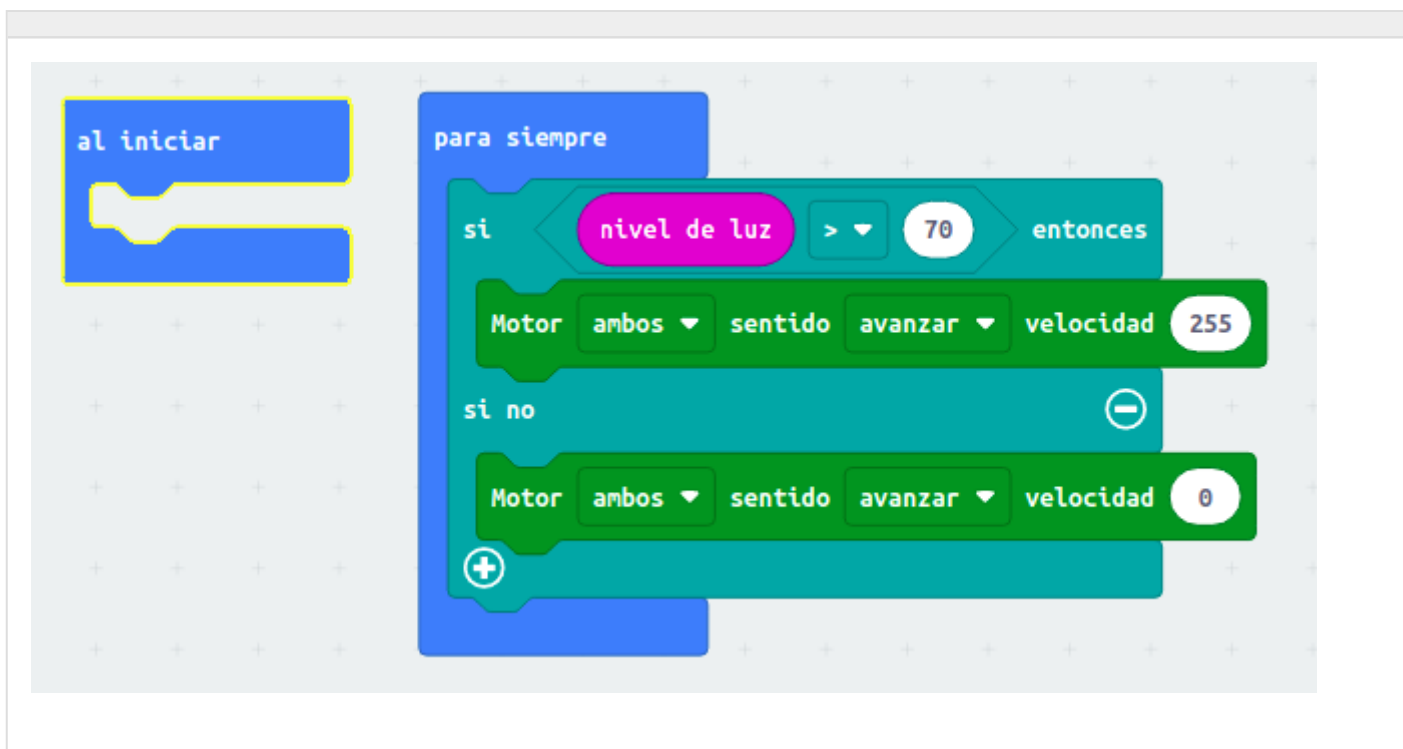 al iniciar
para siempre
si nivel de luz > 70 entonces
Motor ambos sentido avanzar velocidad 255
si no
Motor ambos sentido avanzar velocidad 0